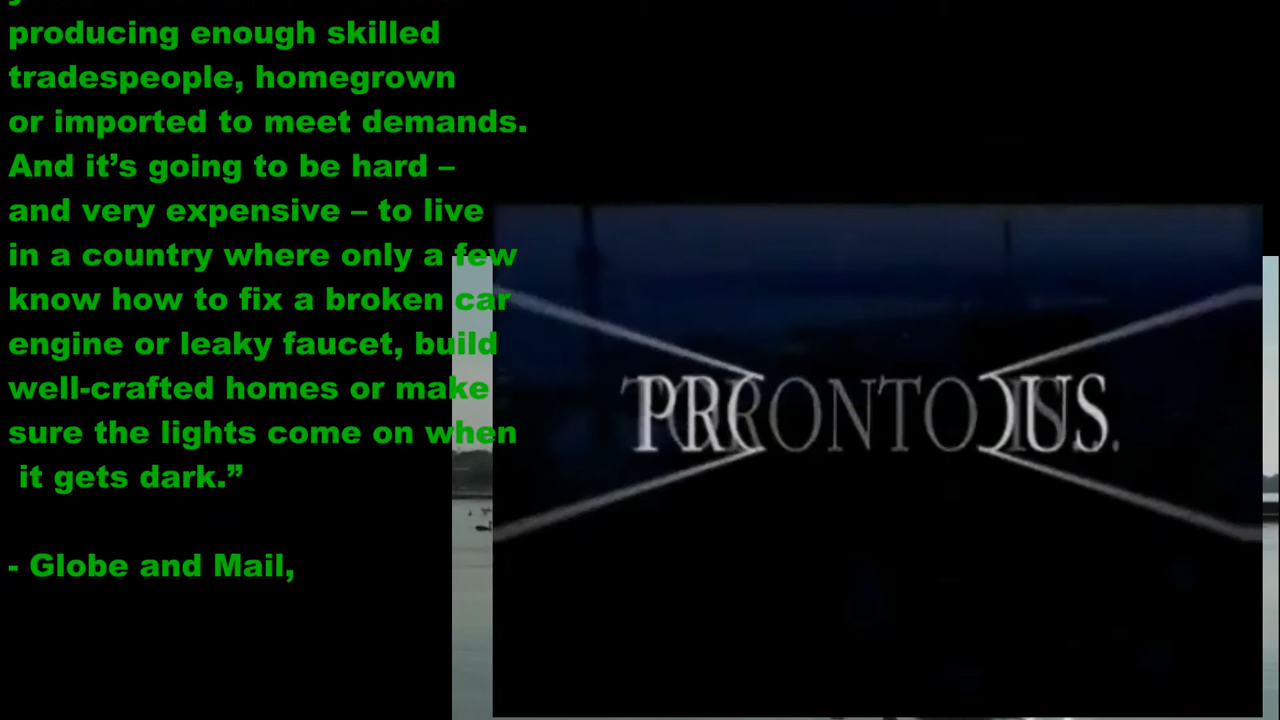 producing enough skilled
tradespeople, homegrown
or imported to meet demands.
And it’s going to be hard –
and very expensive – to live
in a country where only a few
know how to fix a broken car
engine or leaky faucet, build
well-crafted homes or make
sure the lights come on when
it gets dark.”
- Globe and Mail,